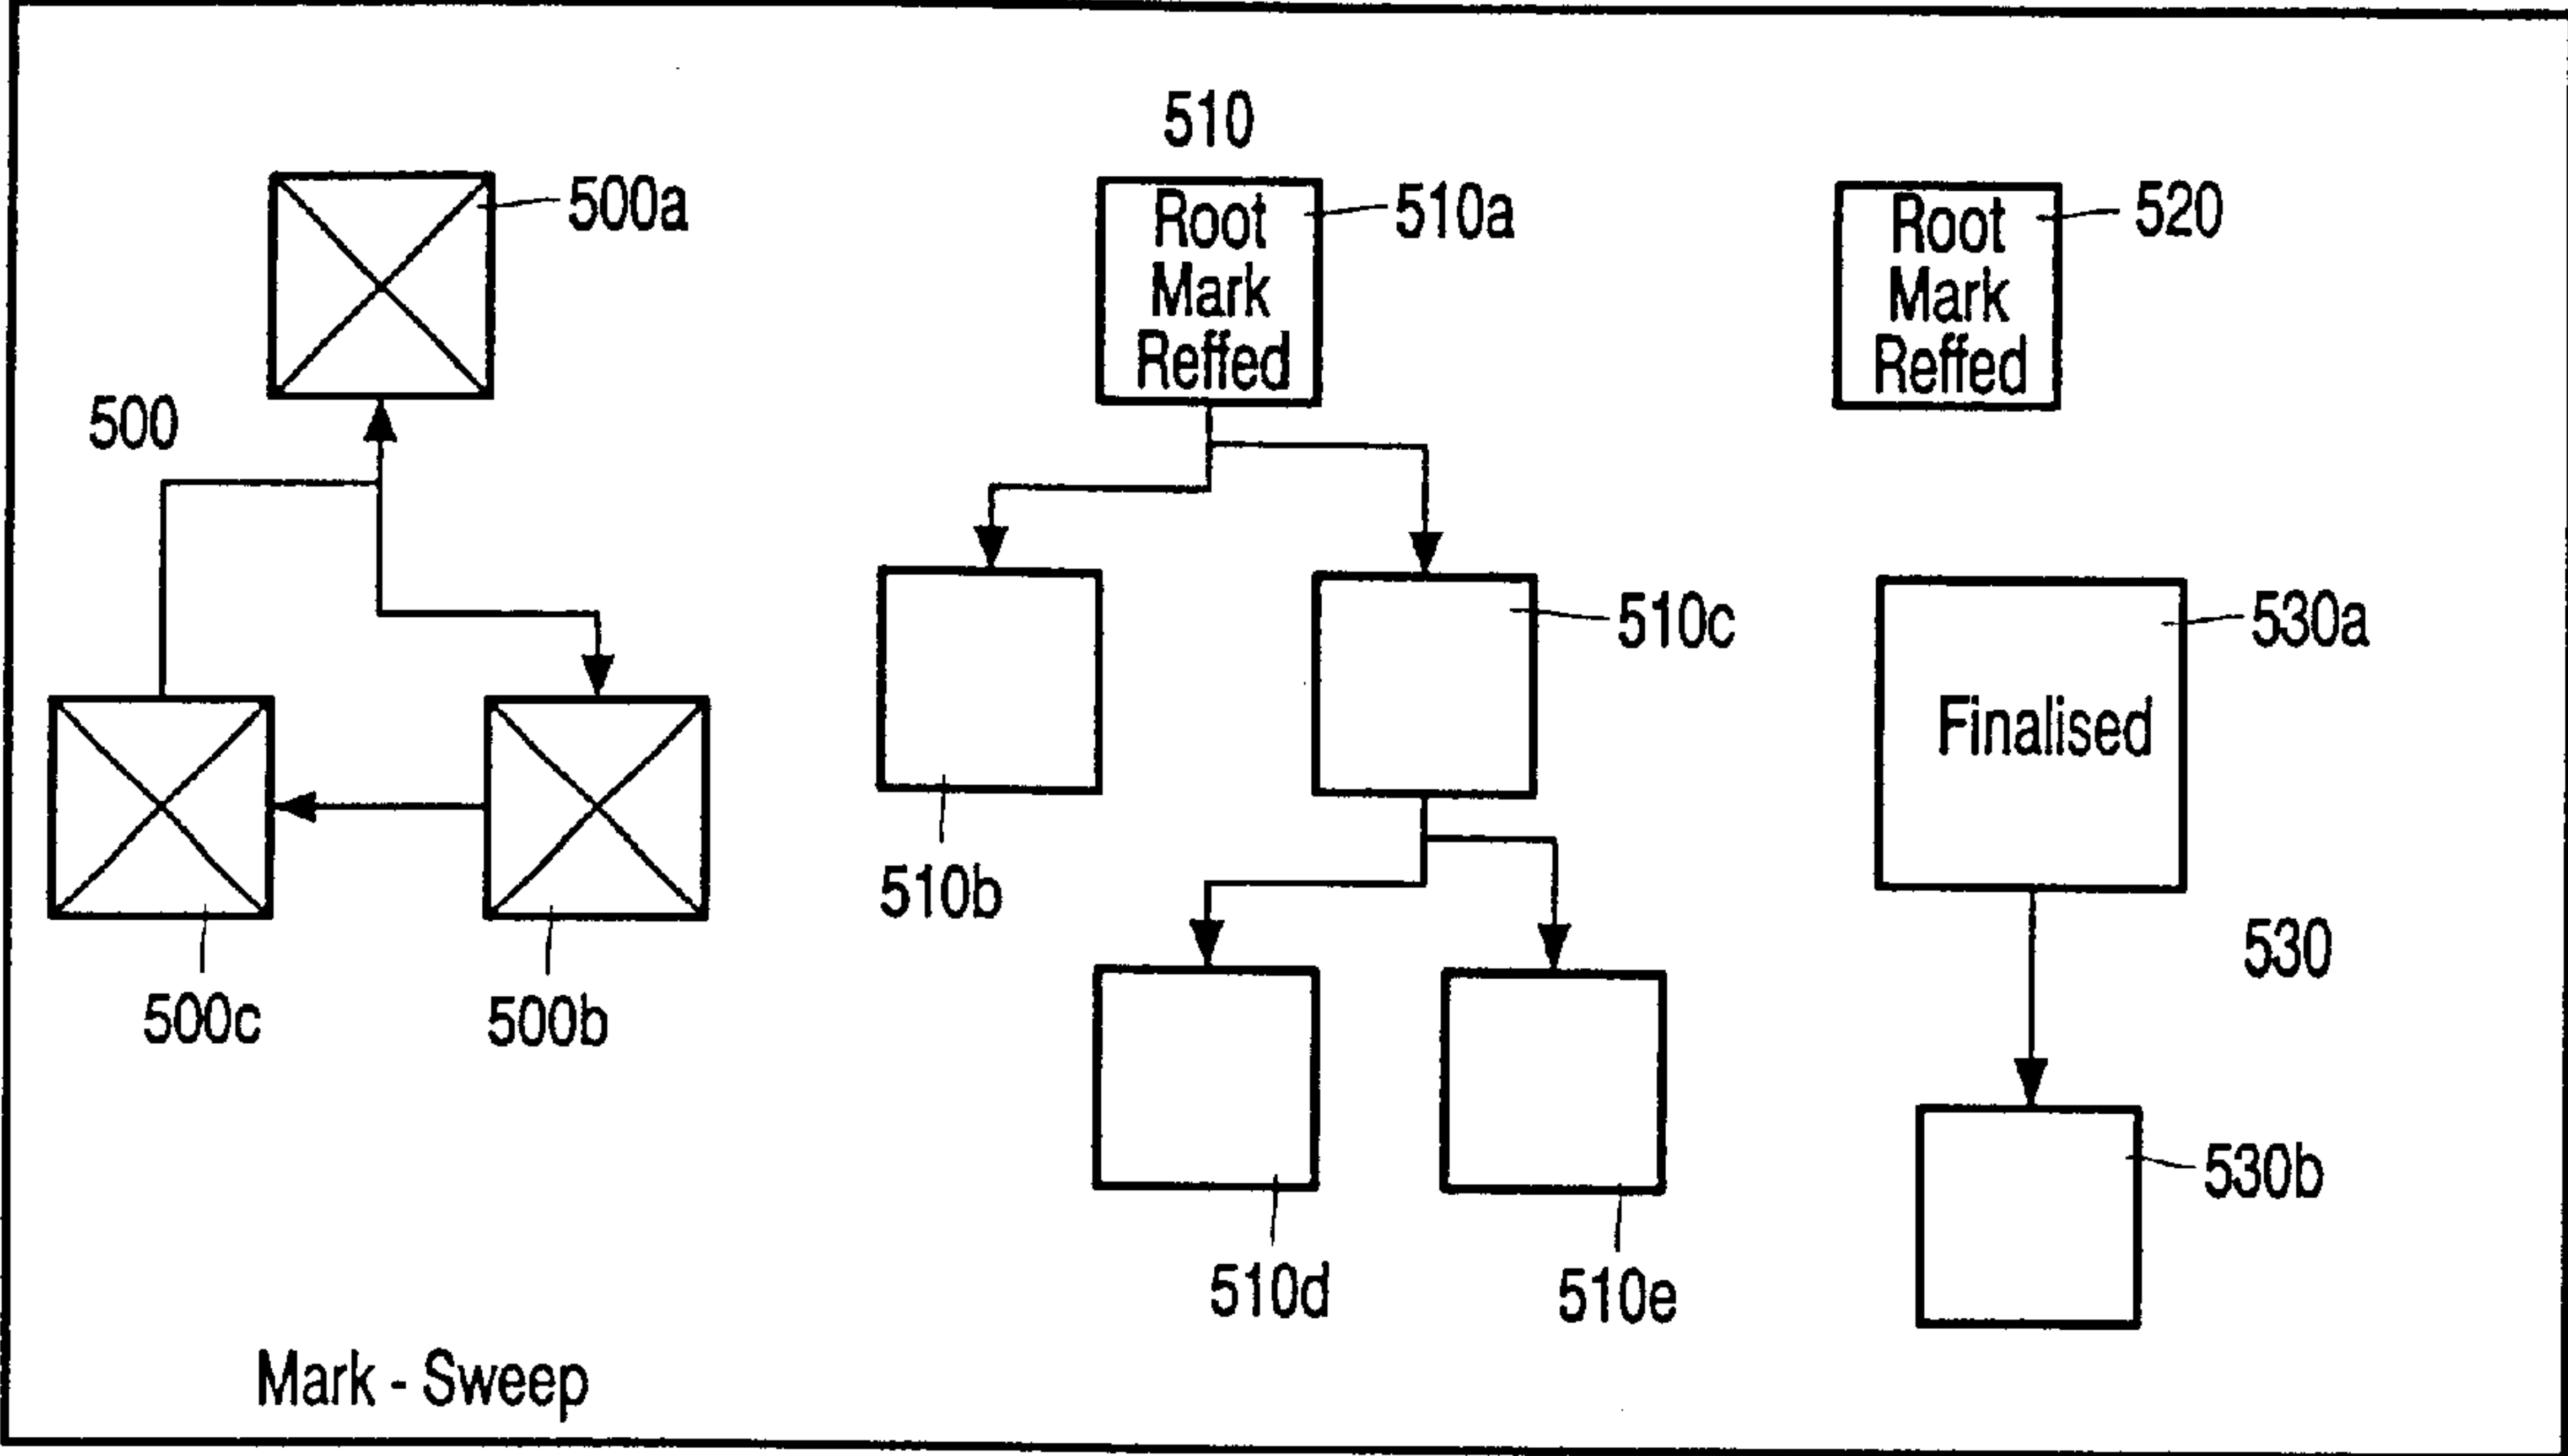 510
500a
Root
Mark
Reffed
510a
Root
Mark
Reffed
520
500
510c
530a
Finalised
510b
530
500c
500b
530b
510d
510e
Mark - Sweep